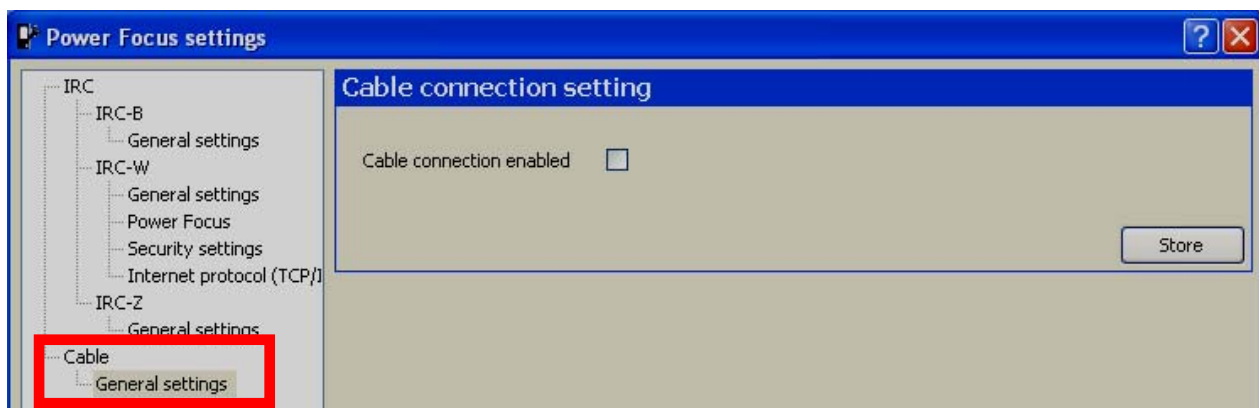 Power Focus settings
IRC
IRC-B
General settings
IRC-W
General settings
Power Focus
Security settings
Internet protocol (TCP/I
IRC-Z
General settings
Cable
General settings
Cable connection setting
Cable connection enabled
Store